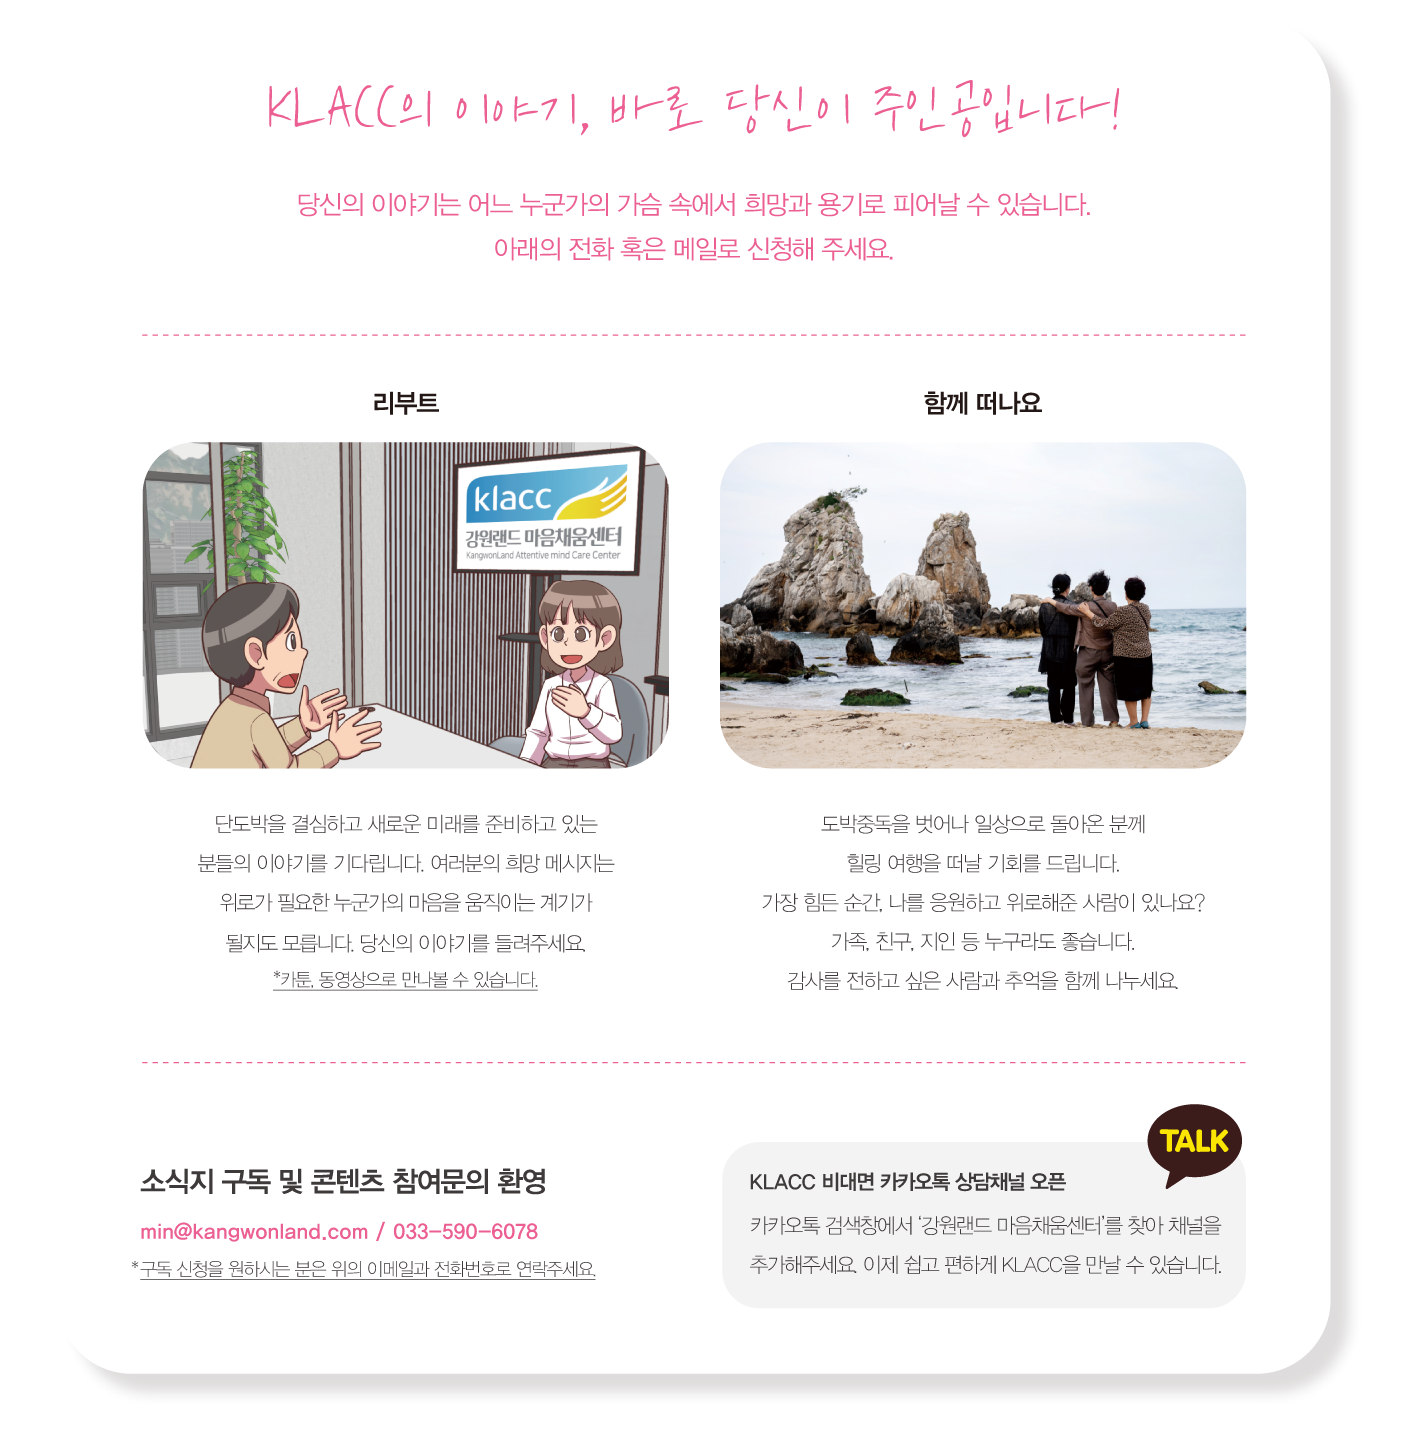 KLACC의 이야기, 바로 당신이 주인공입니다!
당신의 이야기는 어느 누군가의 가슴 속에서 희망과 용기로 피어날 수 있습니다.
아래의 전화 혹은 메일로 신청해 주세요.
리부트
klacc
강원랜드 마음채움센터
KangwonLand Attentive mind Care Center
단도박을 결심하고 새로운 미래를 준비하고 있는
분들의 이야기를 기다립니다. 여러분의 희망 메시지는
위로가 필요한 누군가의 마음을 움직이는 계기가
될지도 모릅니다. 당신의 이야기를 들려주세요.
*카툰, 동영상으로 만나볼 수 있습니다.
함께 떠나요
도박중독을 벗어나 일상으로 돌아온 분께
힐링 여행을 떠날 기회를 드립니다.
가장 힘든 순간, 나를 응원하고 위로해준 사람이 있나요?
가족, 친구, 지인 등 누구라도 좋습니다.
감사를 전하고 싶은 사람과 추억을 함께 나누세요.
소식지 구독 및 콘텐츠 참여문의 환영
min@kangwonland.com / 033-590-6078
*구독 신청을 원하시는 분은 위의 이메일과 전화번호로 연락주세요.
TALK
KLACC 비대면 카카오톡 상담채널 오픈
카카오톡 검색창에서 ‘강원랜드 마음채움센터’를 찾아 채널을
추가해주세요. 이제 쉽고 편하게 KLACC을 만날 수 있습니다.